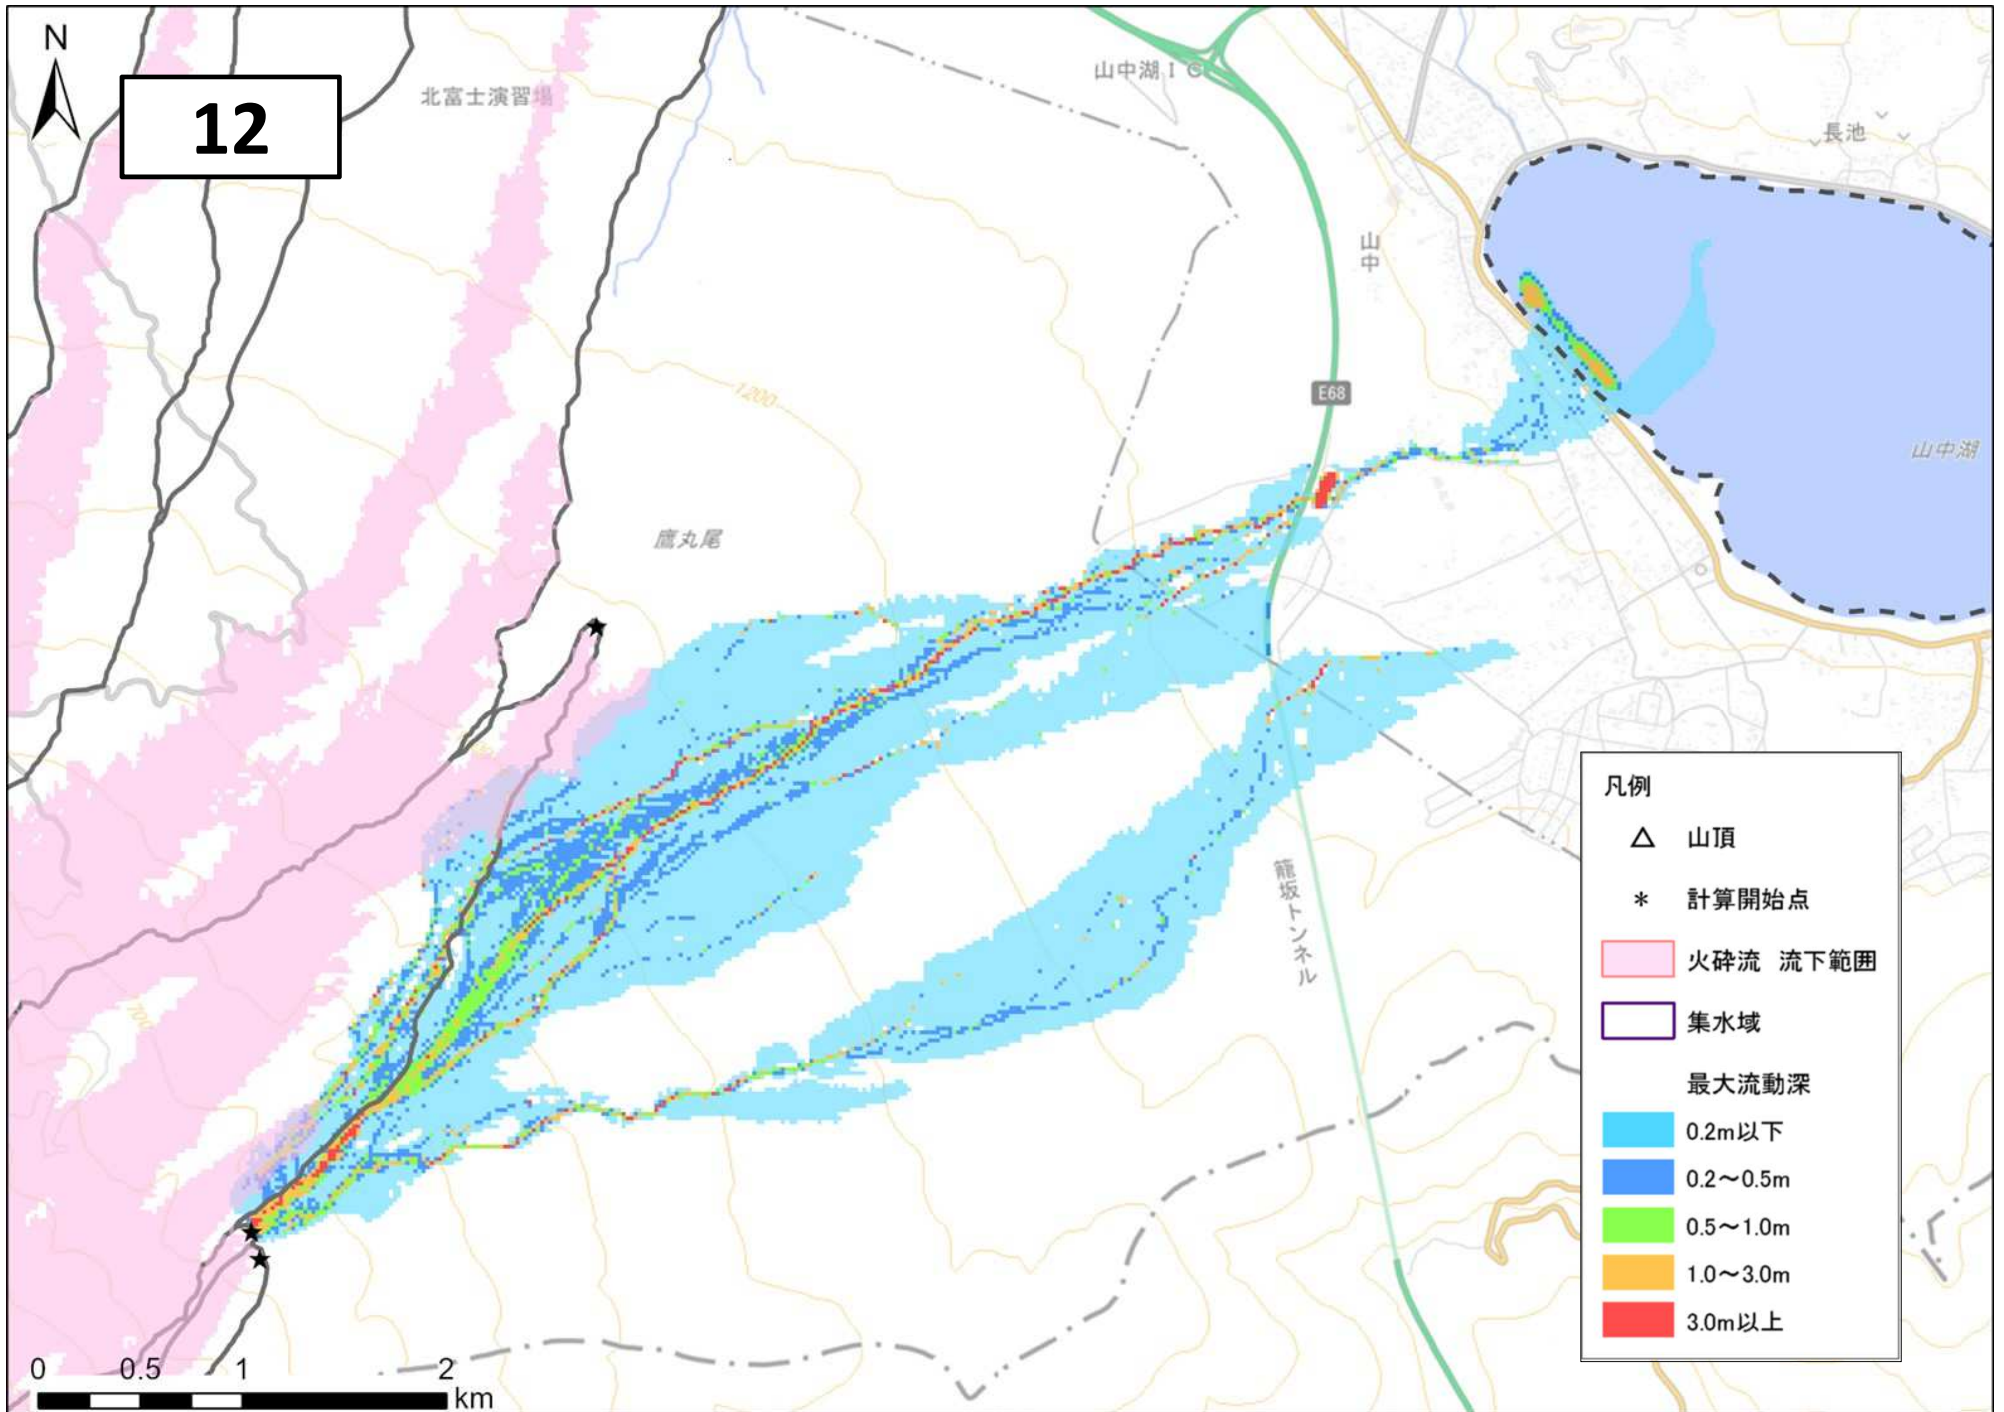 N
12
北富士演習場
山中湖ＩＣ
長池
山中
1200
E68
山中湖
鷹丸尾
籠坂トンネル
凡例
山頂
計算開始点
火砕流 流下範囲
集水域
最大流動深
0.2m以下
0.2～0.5m
0.5～1.0m
1.0～3.0m
3.0m以上
0 0.5 1 2
km